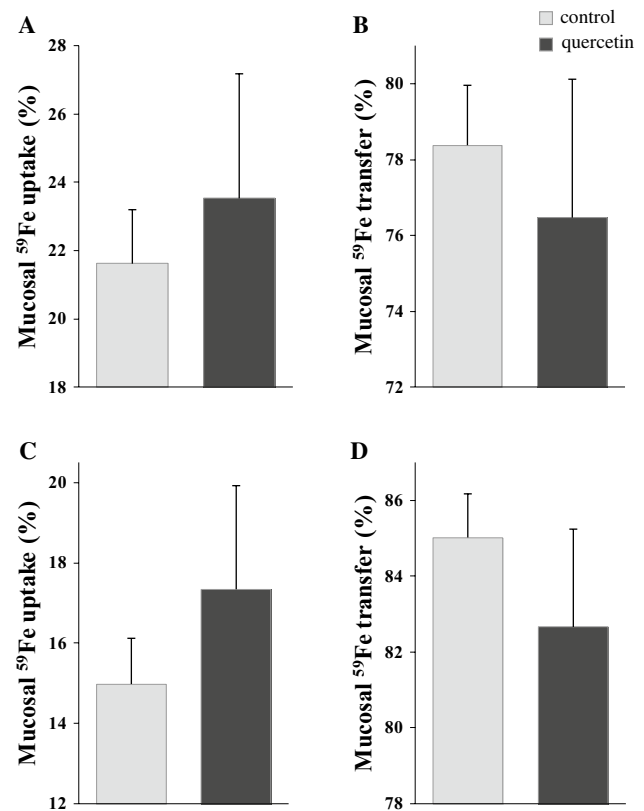 control
quercetin
A
Mucosal ⁵⁹Fe uptake (%)
28
26
24
22
20
18
B
Mucosal ⁵⁹Fe transfer (%)
80
78
76
74
72
C
Mucosal ⁵⁹Fe uptake (%)
20
18
16
14
12
D
Mucosal ⁵⁹Fe transfer (%)
86
84
82
80
78